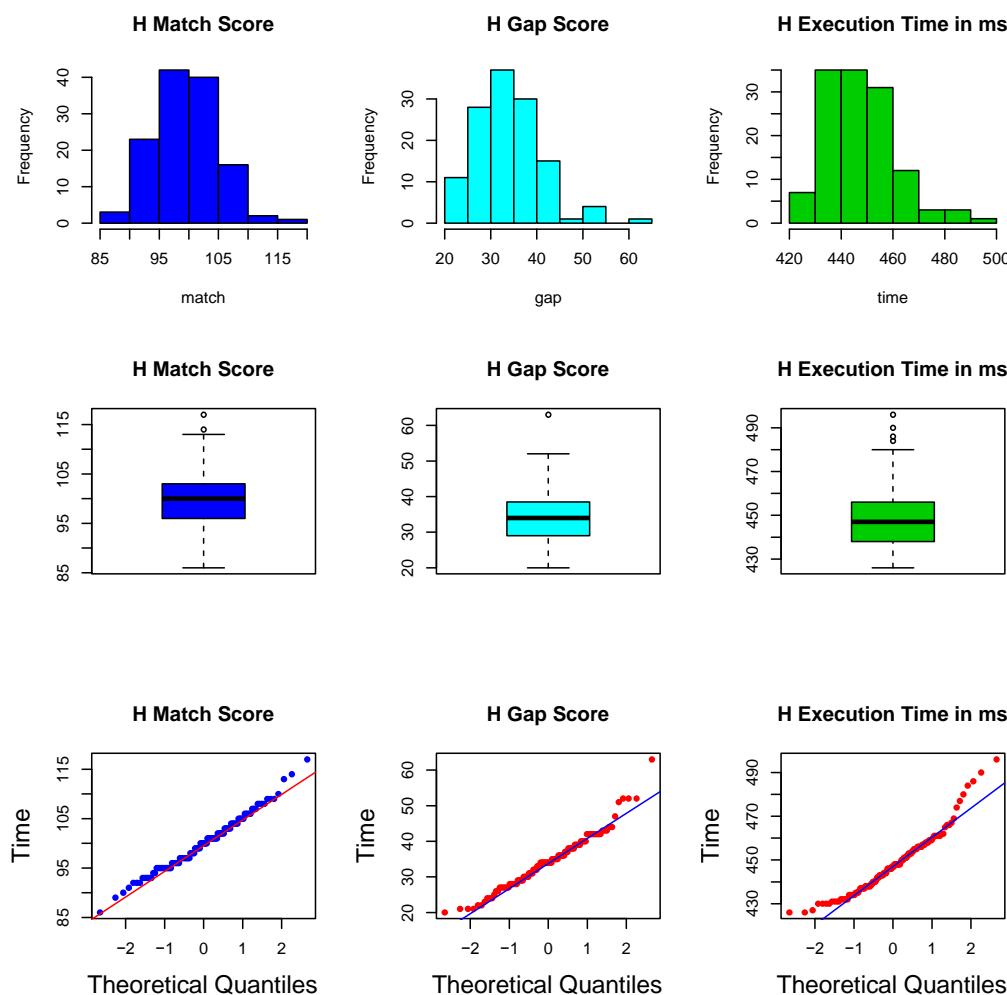 H Match Score
H Gap Score
H Execution Time in ms
Frequency
0 10 20 30 40
85 95 105 115
match
Frequency
0 10 20 30
20 30 40 50 60
gap
Frequency
0 10 20 30
420 440 460 480 500
time
H Match Score
H Gap Score
H Execution Time in ms
85 95 105 115
20 30 40 50 60
430 450 470 490
H Match Score
H Gap Score
H Execution Time in ms
Time
85 95 105 115
−2 −1 0 1 2
Theoretical Quantiles
Time
20 30 40 50 60
−2 −1 0 1 2
Theoretical Quantiles
Time
430 450 470 490
−2 −1 0 1 2
Theoretical Quantiles